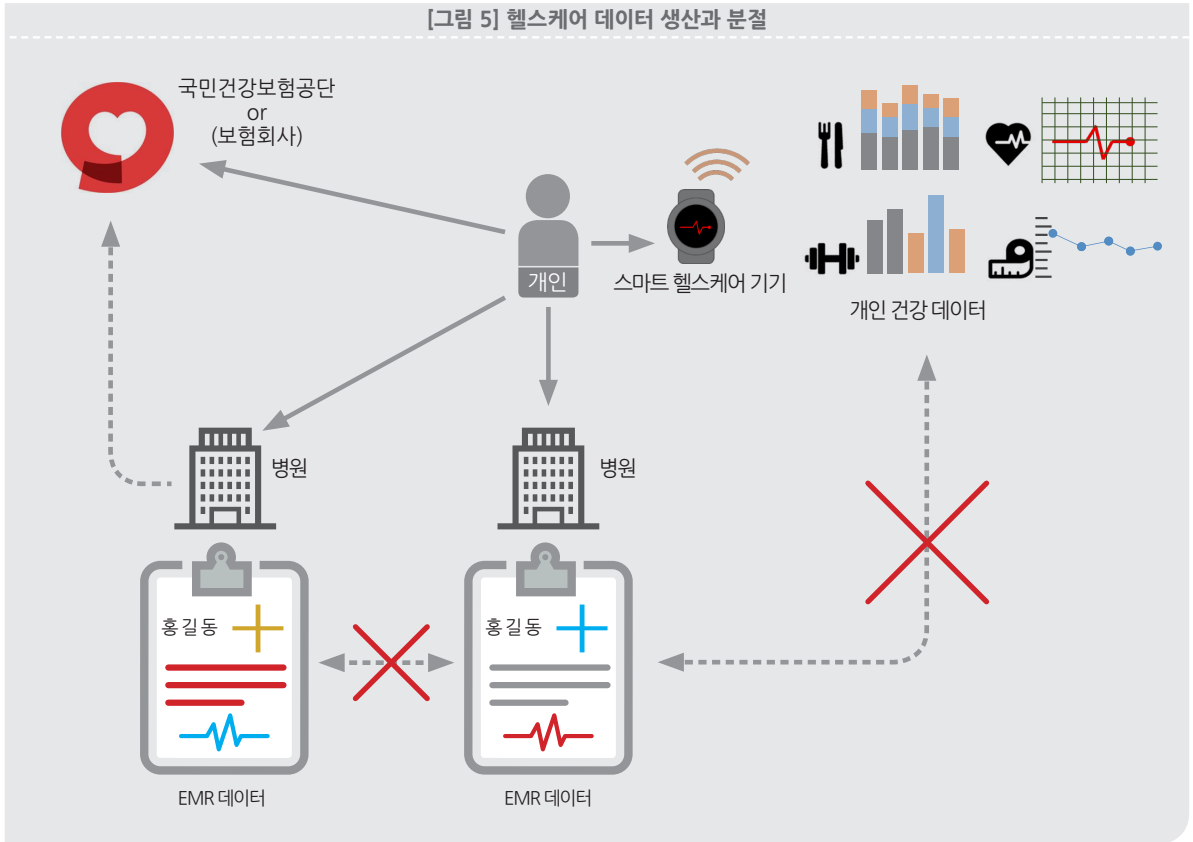 [그림 5] 헬스케어 데이터 생산과 분절
국민건강보험공단
or
(보험회사)
개인
스마트 헬스케어 기기
개인 건강 데이터
병원
병원
홍길동
홍길동
EMR 데이터
EMR 데이터